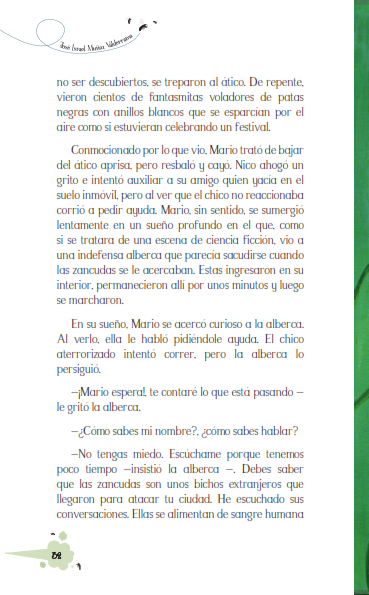 José Israel Muñoz Valderrama
no ser descubiertos, se treparon al ático. De repente,
vieron cientos de fantasmitas voladores de patas
negras con anillos blancos que se esparcían por el
aire como si estuvieran celebrando un festival.
Conmocionado por lo que vio, Mario trató de bajar
del ático aprisa, pero resbaló y cayó. Nico ahogó un
grito e intentó auxiliar a su amigo quien yacía en el
suelo inmóvil, pero al ver que el chico no reaccionaba
corrió a pedir ayuda. Mario, sin sentido, se sumergió
lentamente en un sueño profundo en el que, como
si se tratara de una escena de ciencia ficción, vio a
una indefensa alberca que parecía sacudirse cuando
las zancudas se le acercaban. Estas ingresaron en su
interior, permanecieron allí por unos minutos y luego
se marcharon.
En su sueño, Mario se acercó curioso a la alberca.
Al verlo, ella le habló pidiéndole ayuda. El chico
aterrorizado intentó correr, pero la alberca lo
persiguió.
—¡Mario espera!, te contaré lo que está pasando —
le gritó la alberca.
—¿Cómo sabes mi nombre?, ¿cómo sabes hablar?
—No tengas miedo. Escúchame porque tenemos
poco tiempo —insistió la alberca —. Debes saber
que las zancudas son unos bichos extranjeros que
llegaron para atacar tu ciudad. He escuchado sus
conversaciones. Ellas se alimentan de sangre humana